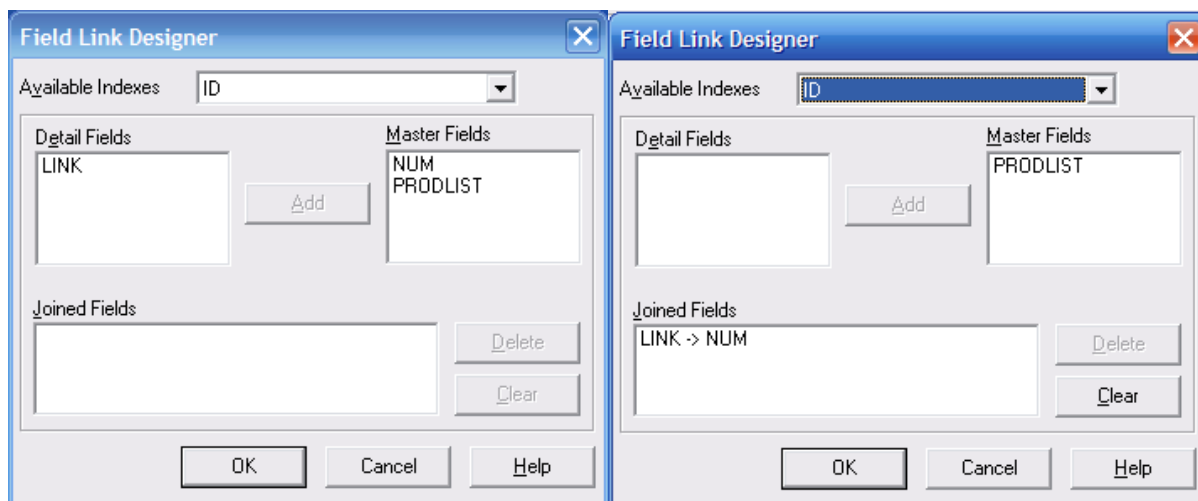 Field Link Designer
Available Indexes ID
Detail Fields
Master Fields
LINK
NUM
PRODLIST
Add
Joined Fields
Delete
Clear
OK Cancel Help
Field Link Designer
Available Indexes ID
Detail Fields
Master Fields
PRODLIST
Add
Joined Fields
LINK -> NUM
Delete
Clear
OK Cancel Help